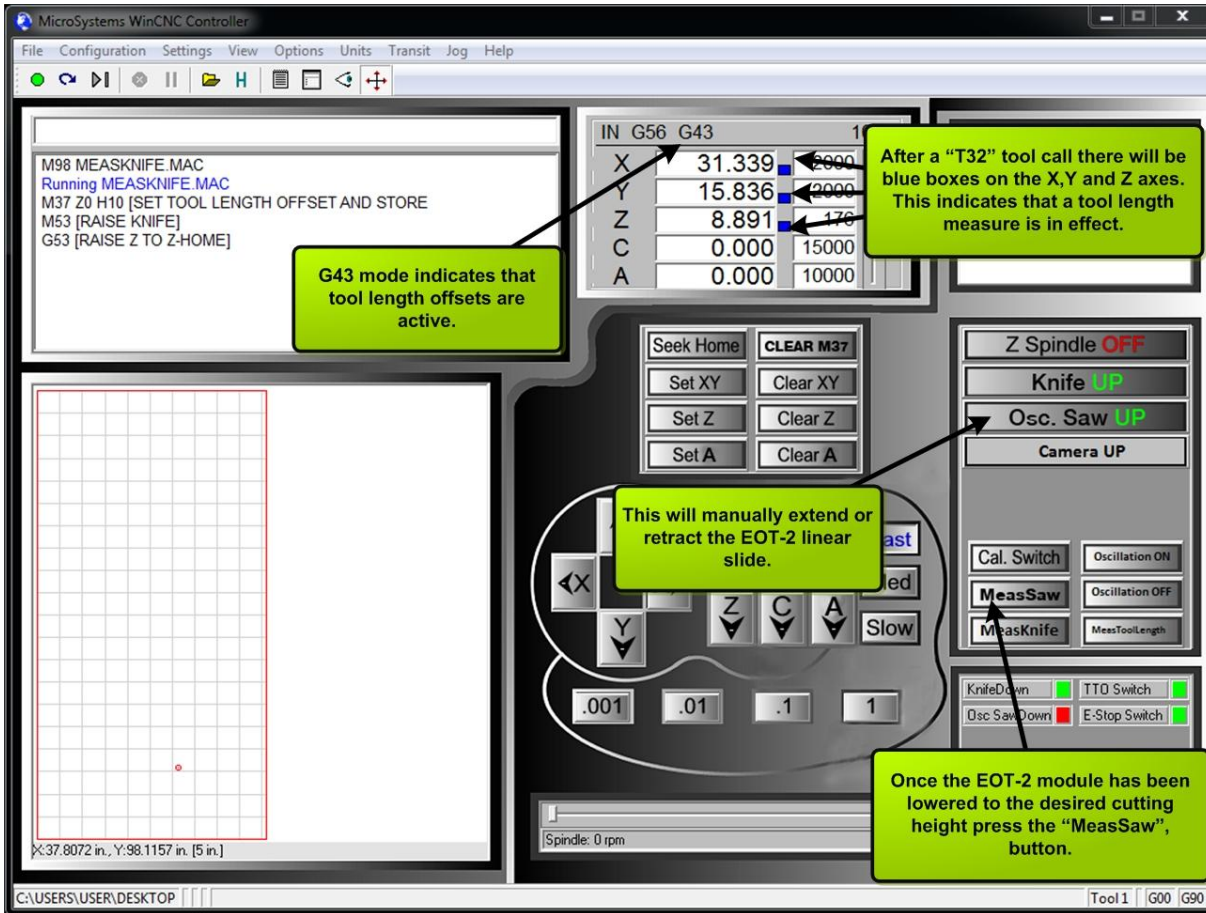 MicroSystems WinCNC Controller
File Configuration Settings View Options Units Transit Jog Help
H
M98 MEASKNIFE.MAC
Running MEASKNIFE.MAC
M37 Z0 H10 [SET TOOL LENGTH OFFSET AND STORE
M53 [RAISE KNIFE]
G53 [RAISE Z TO Z-HOME]
G43 mode indicates that
tool length offsets are
active.
IN G56 G43
X 31.339 2000
Y 15.836 2000
Z 8.891 176
C 0.000 15000
A 0.000 10000
After a “T32” tool call there will be
blue boxes on the X,Y and Z axes.
This indicates that a tool length
measure is in effect.
Seek Home CLEAR M37
Set XY Clear XY
Set Z Clear Z
Set A Clear A
Z Spindle OFF
Knife UP
Osc. Saw UP
Camera UP
This will manually extend or
retract the EOT-2 linear
slide.
X
Y
Z C A
Slow
.001 .01 .1 1
Cal. Switch Oscillation ON
MeasSaw Oscillation OFF
MeasKnife MeasToolLength
KnifeDown TTO Switch
Osc SawDown E-Stop Switch
Once the EOT-2 module has been
lowered to the desired cutting
height press the “MeasSaw”,
button.
Spindle: 0 rpm
X:37.8072 in., Y:98.1157 in. [5 in.]
C:\USERS\USER\DESKTOP Tool 1 G00 G90